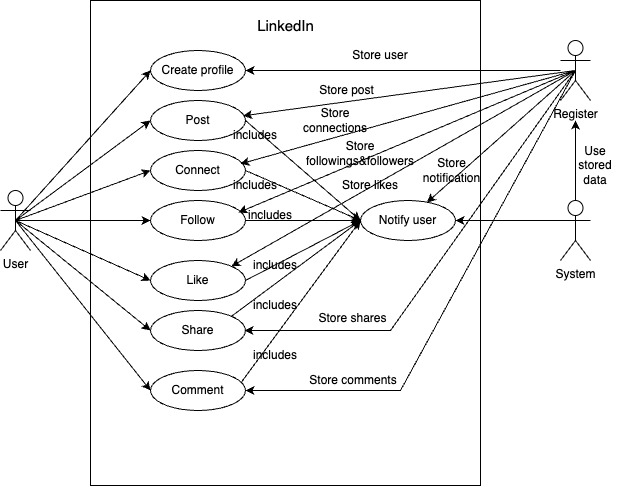 LinkedIn
Create profile
Store user
Post
Store post
Register
includes
Store
connections
Connect
Store
followings&followers
Store
notification
Use
stored
data
includes
Store likes
Follow
includes
Notify user
User
System
Like
includes
Share
includes
Store shares
includes
Comment
Store comments